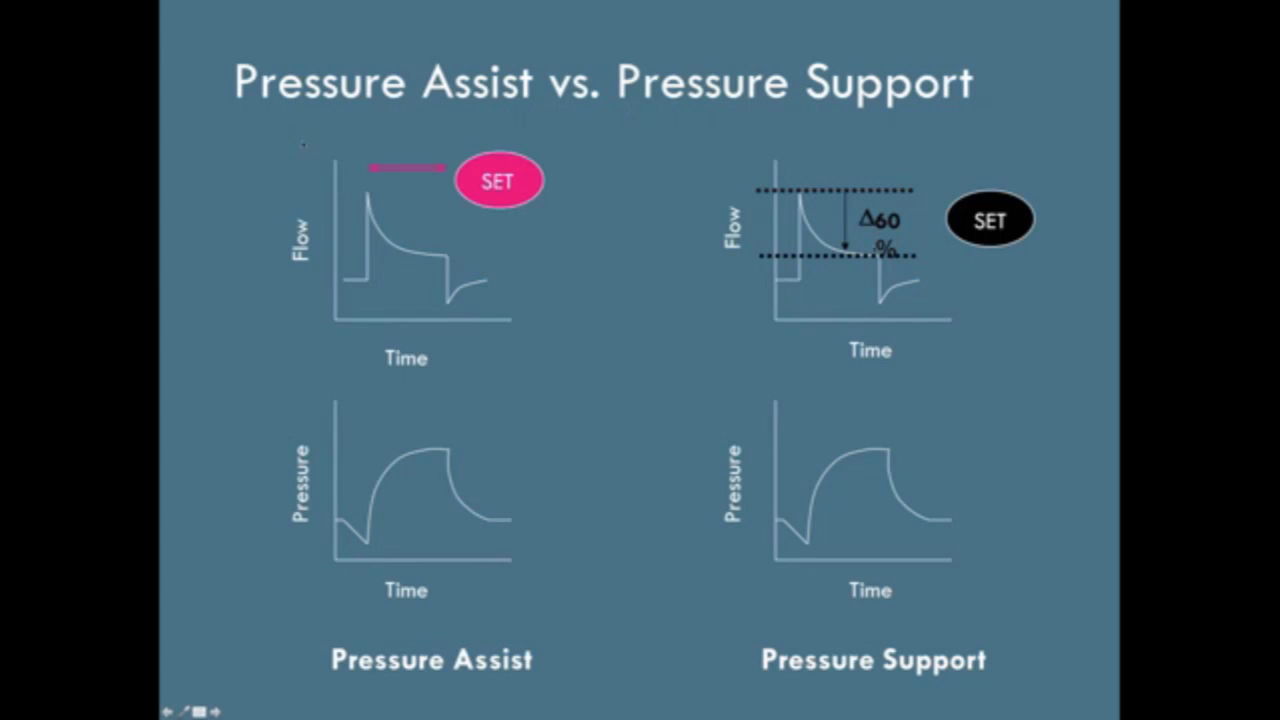 Pressure Assist vs. Pressure Support
SET
Flow
Time
Δ60
%
SET
Flow
Time
Pressure
Time
Pressure
Time
Pressure Assist
Pressure Support